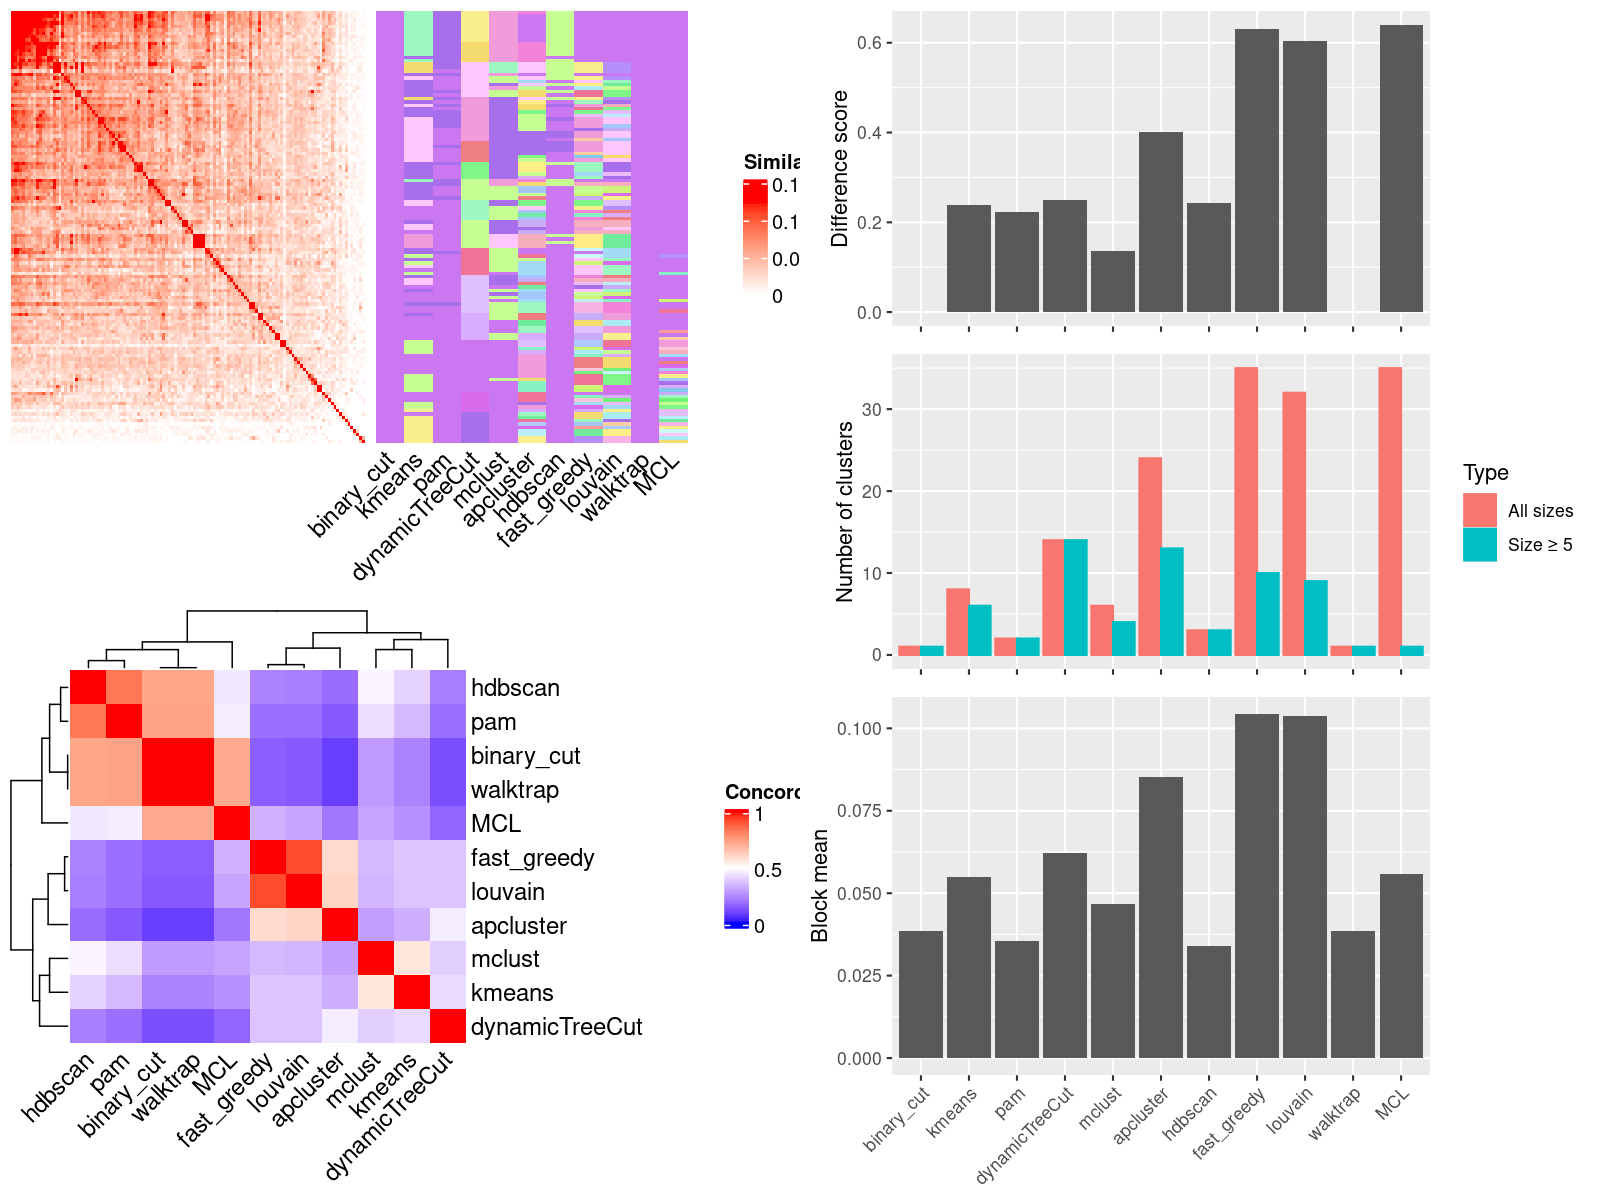 Simila
0.1
0.1
0.0
0
binary_cut
kmeans
pam
dynamicTreeCut
mclust
apcluster
hdbscan
fast_greedy
louvain
walktrap
MCL
hdbscan
pam
binary_cut
walktrap
MCL
fast_greedy
louvain
apcluster
mclust
kmeans
dynamicTreeCut
Concord
1
0.5
0
hdbscan
pam
binary_cut
walktrap
MCL
fast_greedy
louvain
apcluster
mclust
kmeans
dynamicTreeCut
Difference score
0.6
0.4
0.2
0.0
Number of clusters
30
20
10
0
Type
All sizes
Size ≥ 5
Block mean
0.100
0.075
0.050
0.025
0.000
binary_cut
kmeans
pam
dynamicTreeCut
mclust
apcluster
hdbscan
fast_greedy
louvain
walktrap
MCL